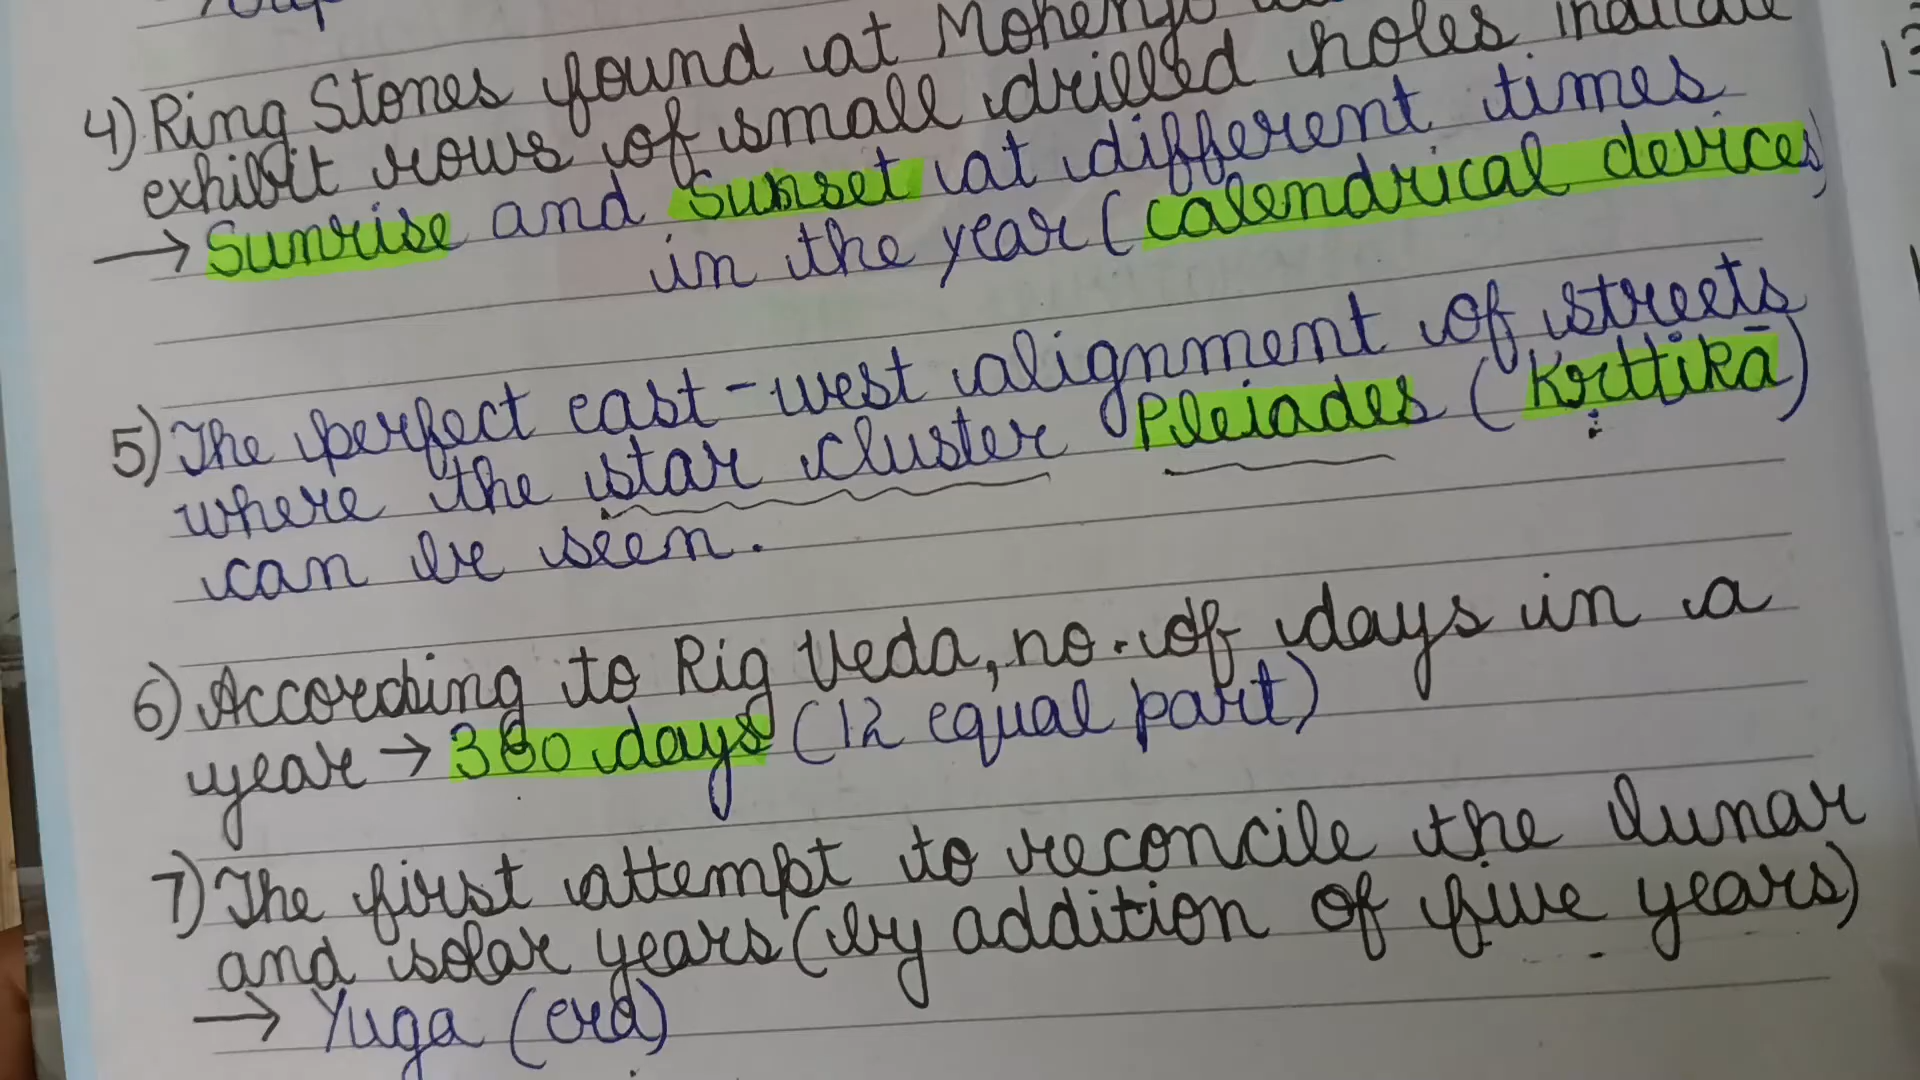 4) Ring Stones found at Mohenjo
exhibit rows of small drilled holes indicate
→ Sunrise and Sunset at different times
in the year (calendrical devices)
5) The perfect east-west alignment of streets
where the star cluster Pleiades (Krttikā)
can be seen.
6) According to Rig Veda, no. of days in a
year → 360 days (12 equal part)
7) The first attempt to reconcile the lunar
and solar years (by addition of five years)
→ Yuga (era)